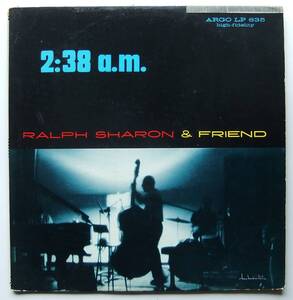 ARGO LP 635
high-fidelity
2:38 a.m.
RALPH SHARON & FRIEND